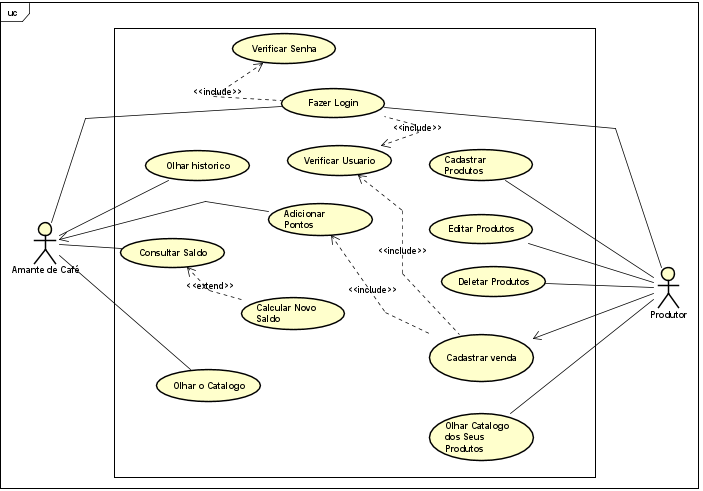 uc
Verificar Senha
<<include>>
Fazer Login
<<include>>
Verificar Usuario
Olhar historico
Cadastrar
Produtos
Adicionar
Pontos
Editar Produtos
Amante de Café
Consultar Saldo
<<include>>
<<extend>>
<<include>>
Deletar Produtos
Produtor
Calcular Novo
Saldo
Cadastrar venda
Olhar o Catalogo
Olhar Catalogo
dos Seus
Produtos